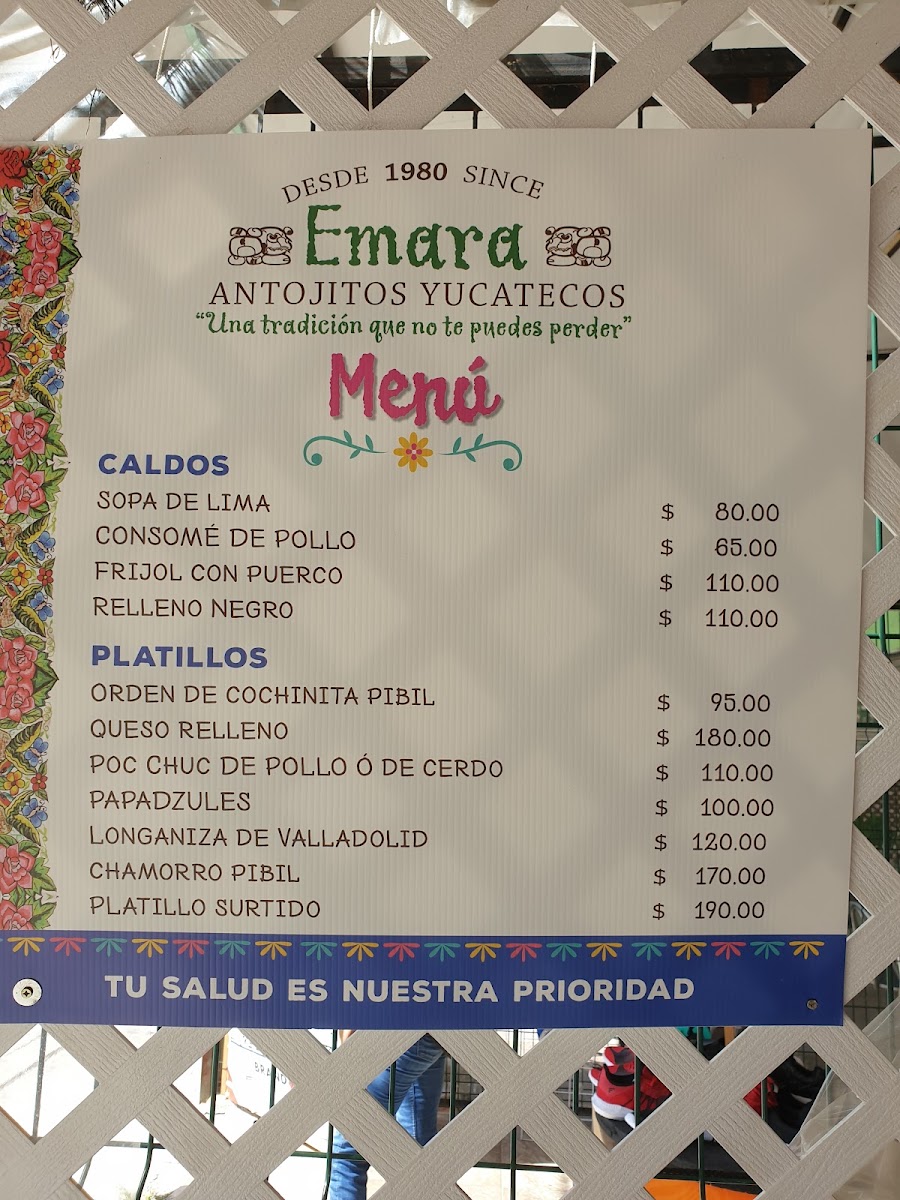 DESDE 1980 SINCE
Emara
ANTOJITOS YUCATECOS
“Una tradición que no te puedes perder”
Menú
CALDOS
SOPA DE LIMA $ 80.00
CONSOMÉ DE POLLO $ 65.00
FRIJOL CON PUERCO $ 110.00
RELLENO NEGRO $ 110.00
PLATILLOS
ORDEN DE COCHINITA PIBIL $ 95.00
QUESO RELLENO $ 180.00
POC CHUC DE POLLO Ó DE CERDO $ 110.00
PAPADZULES $ 100.00
LONGANIZA DE VALLADOLID $ 120.00
CHAMORRO PIBIL $ 170.00
PLATILLO SURTIDO $ 190.00
TU SALUD ES NUESTRA PRIORIDAD